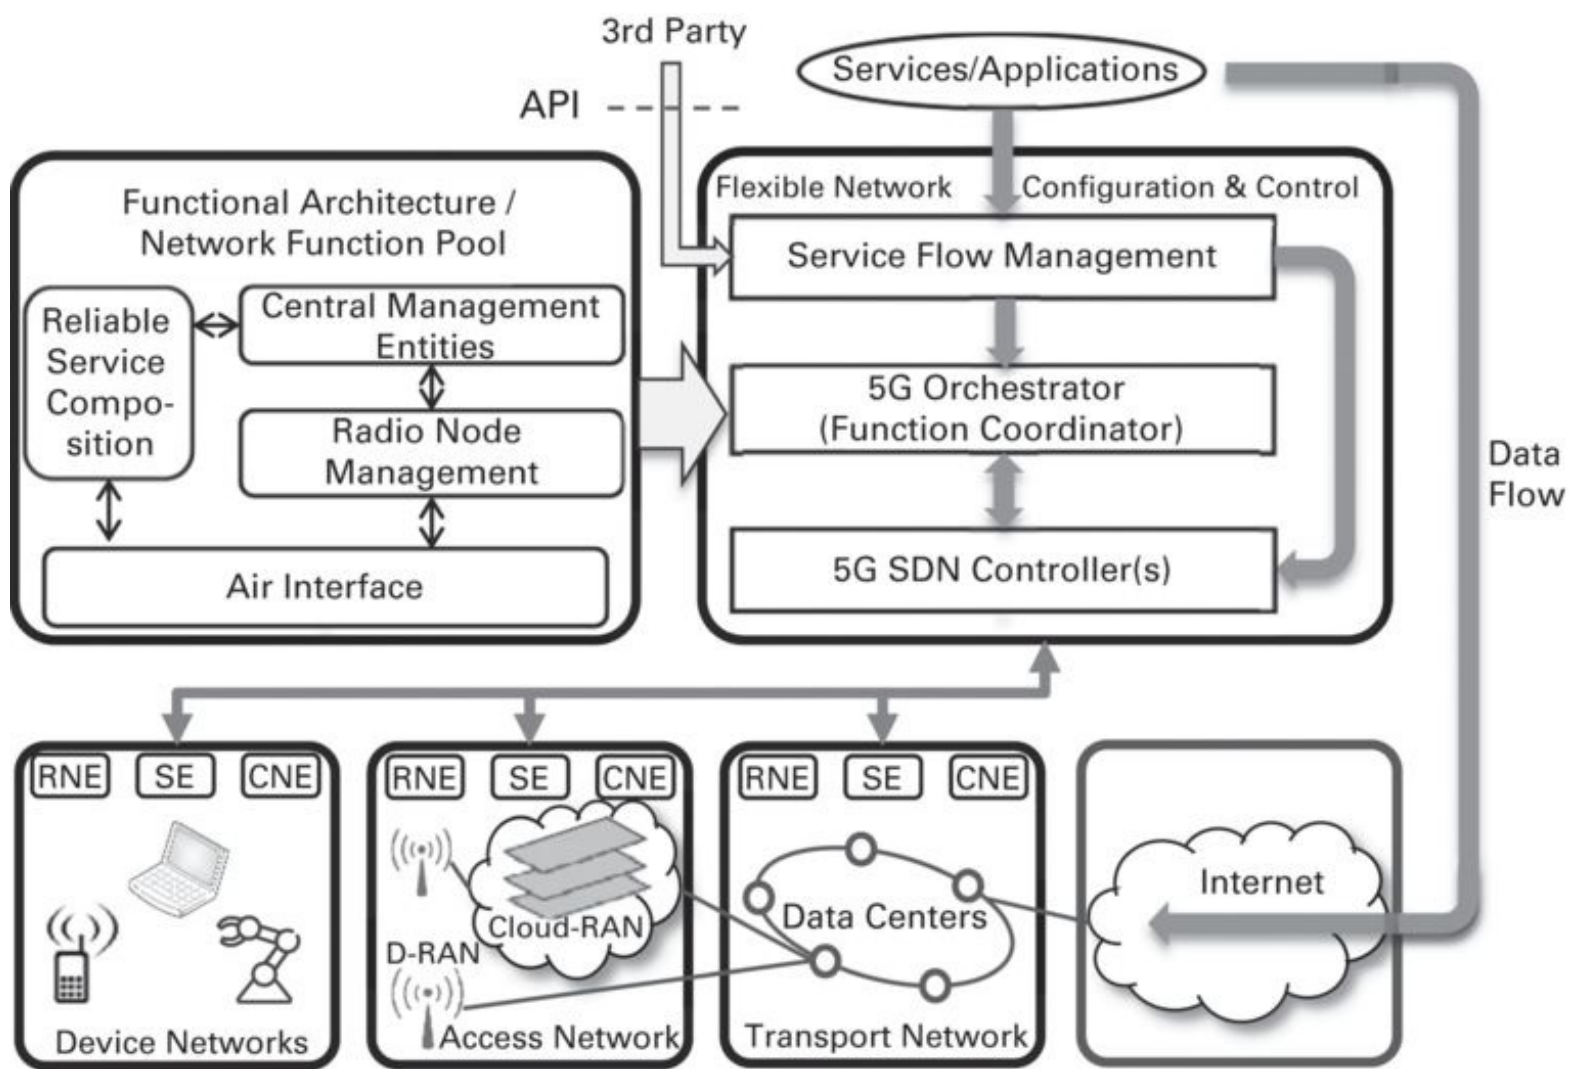 3rd Party
Services/Applications
API
Functional Architecture /
Network Function Pool
Reliable
Service
Compo-
sition
Central Management
Entities
Radio Node
Management
Air Interface
Flexible Network
Configuration & Control
Service Flow Management
5G Orchestrator
(Function Coordinator)
5G SDN Controller(s)
Data
Flow
RNE
SE
CNE
Device Networks
RNE
SE
CNE
Cloud-RAN
D-RAN
Access Network
RNE
SE
CNE
Data Centers
Transport Network
Internet